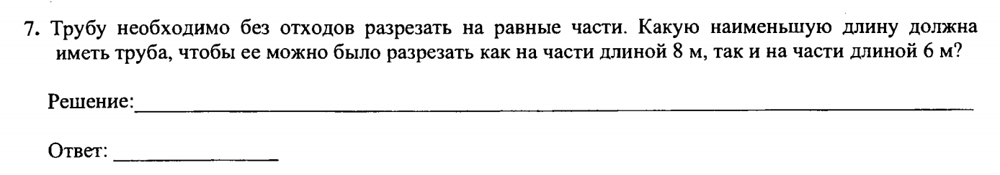 7. Трубу необходимо без отходов разрезать на равные части. Какую наименьшую длину должна
иметь труба, чтобы ее можно было разрезать как на части длиной 8 м, так и на части длиной 6 м?
Решение:
Ответ: